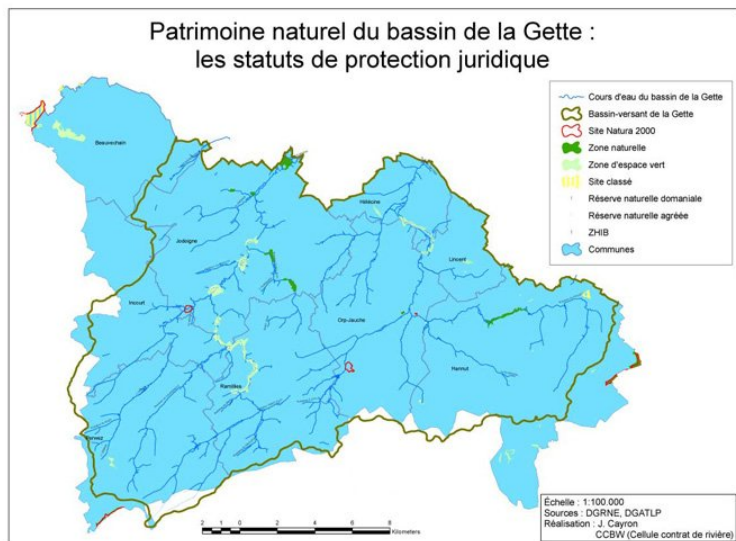 Patrimoine naturel du bassin de la Gette :
les statuts de protection juridique
Cours d'eau du bassin de la Gette
Bassin-versant de la Gette
Site Natura 2000
Zone naturelle
Zone d'espace vert
Site classé
Réserve naturelle domaniale
Réserve naturelle agréée
ZHIB
Communes
Beauvechain
Hélécine
Jodoigne
Lincent
Incourt
Orp-Jauche
Hannut
Ramillies
Perwez
2 1 0 2 4 6 8
Kilometers
Échelle : 1:100.000
Sources : DGRNE, DGATLP
Réalisation : J. Cayron
CCBW (Cellule contrat de rivière)